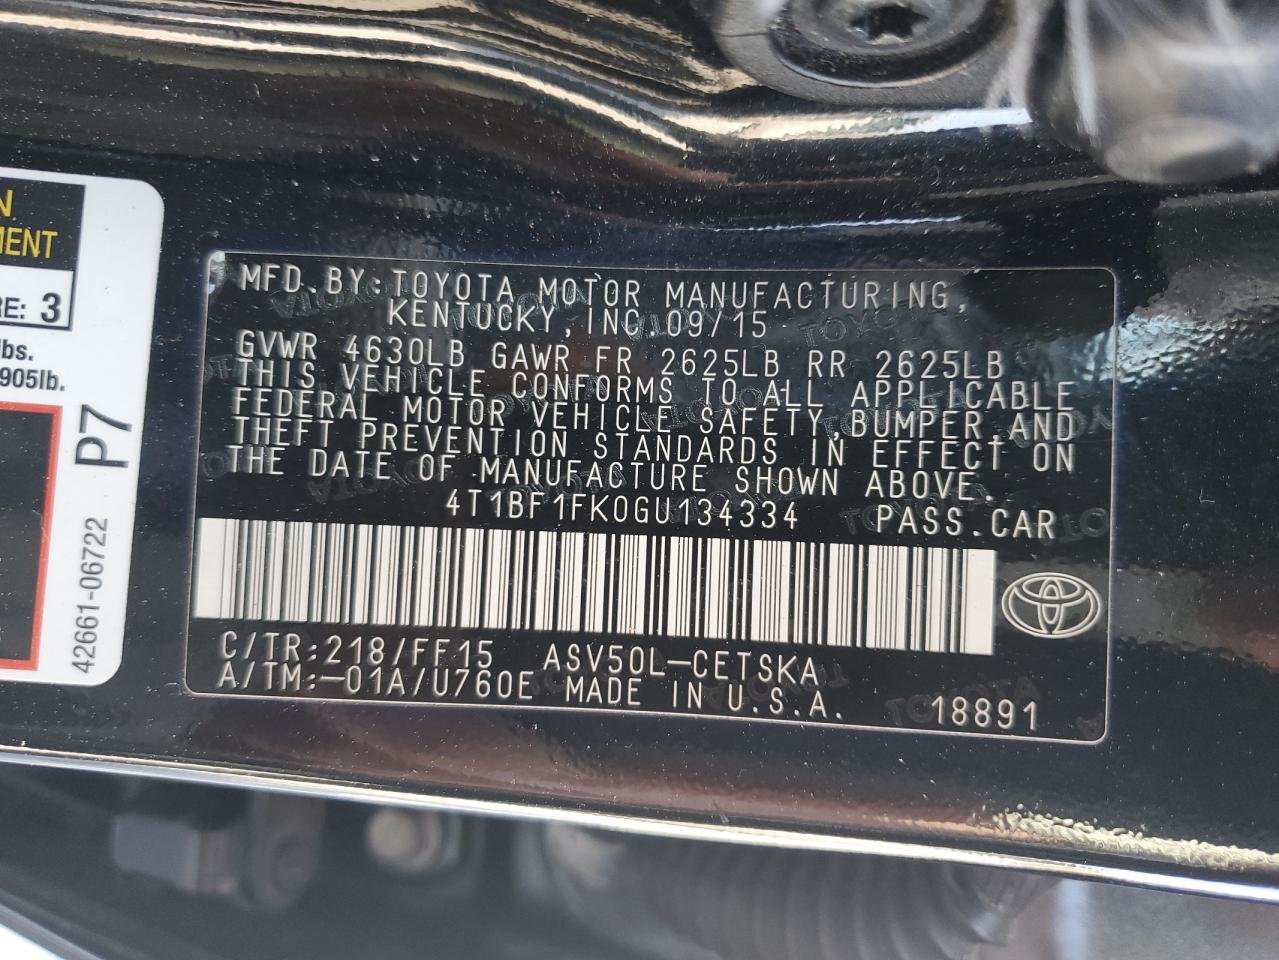 N
MENT
RE: 3
lbs.
905lb.
P7
42661-06722
MFD.BY:TOYOTA MOTOR MANUFACTURING,
KENTUCKY,INC.09/15
GVWR 4630LB GAWR FR 2625LB RR 2625LB
THIS VEHICLE CONFORMS TO ALL APPLICABLE
FEDERAL MOTOR VEHICLE SAFETY,BUMPER,AND
THEFT PREVENTION STANDARDS IN EFFECT ON
THE DATE OF MANUFACTURE SHOWN ABOVE.
4T1BF1FK0GU134334 PASS.CAR
C/TR:218/FF15 ASV50L-CETSKA
A/TM:-01A/U760E MADE IN U.S.A. 18891